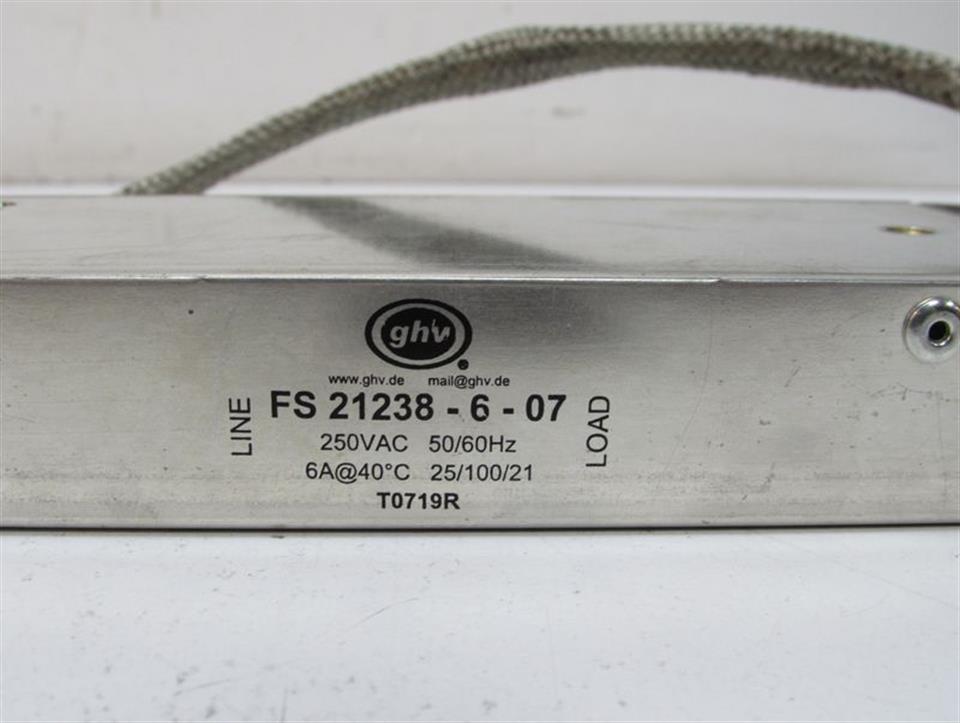 ghv
www.ghv.de mail@ghv.de
LINE
FS 21238 - 6 - 07
LOAD
250VAC 50/60Hz
6A@40°C 25/100/21
T0719R